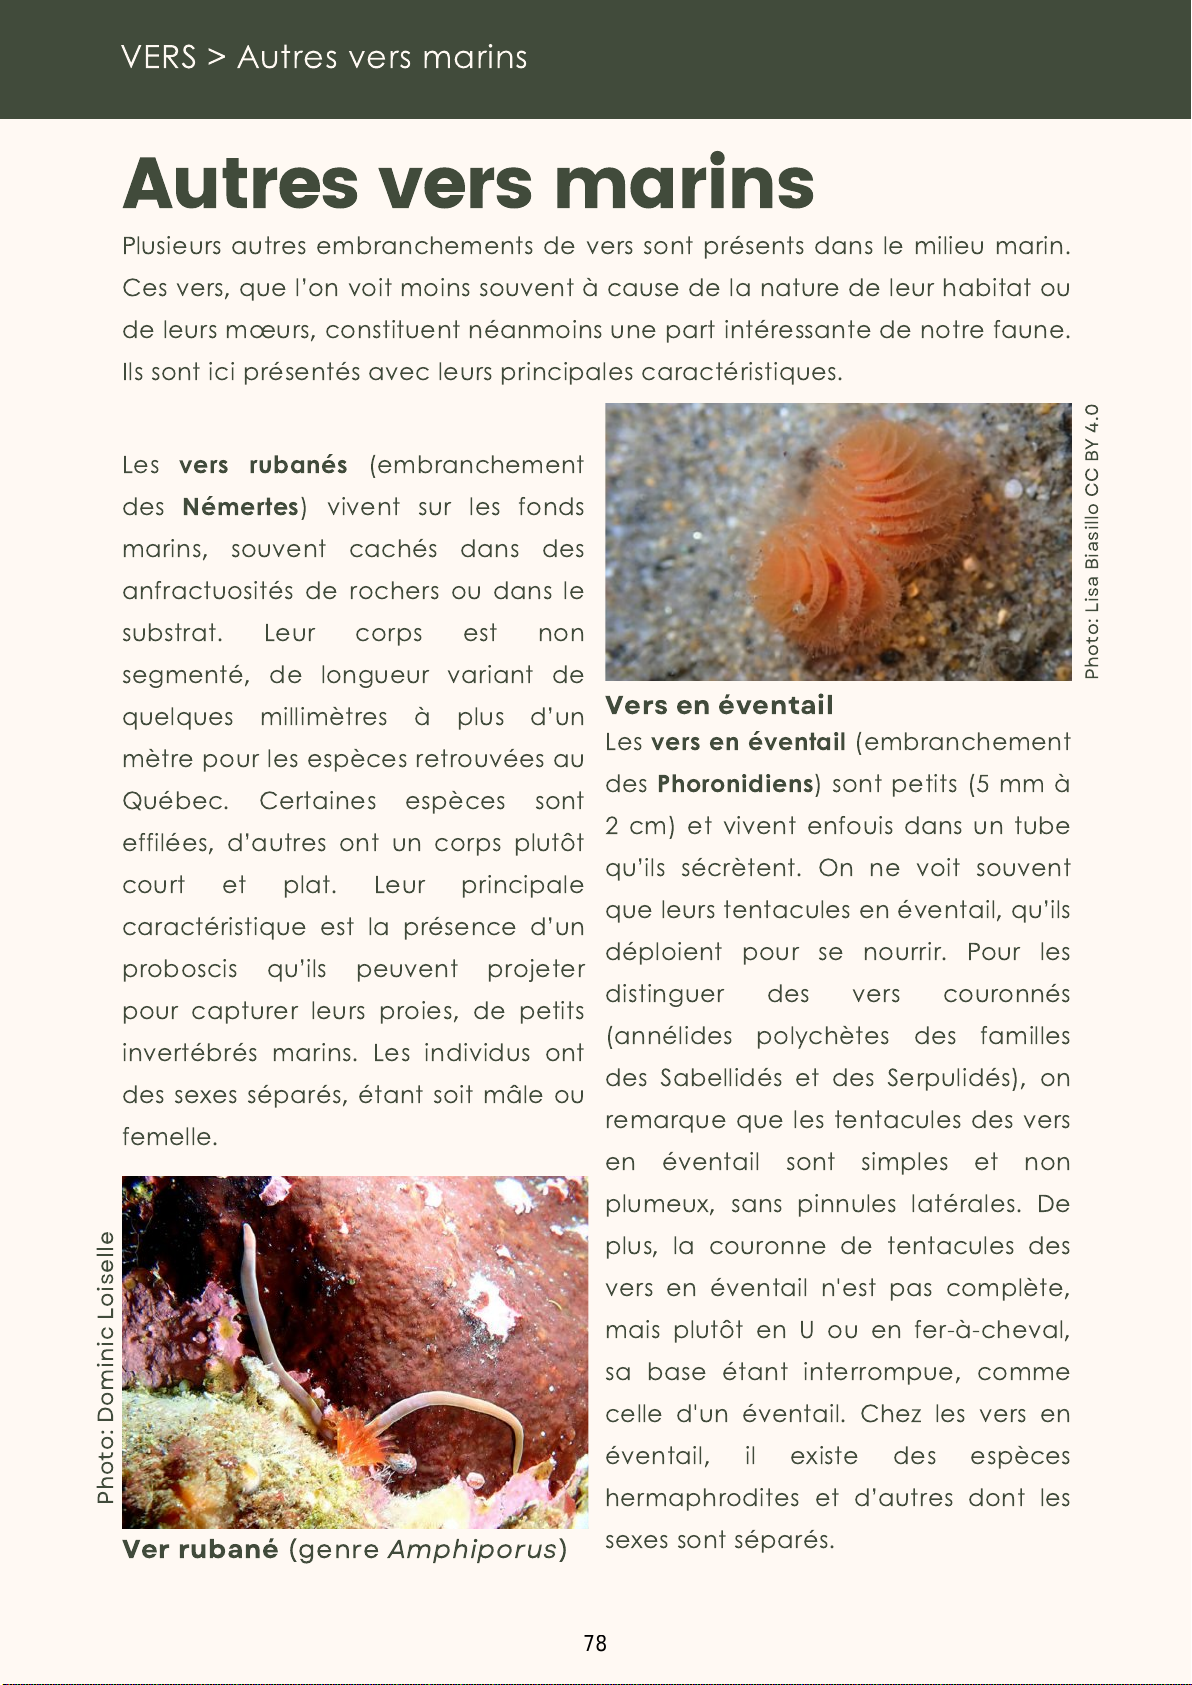 VERS > Autres vers marins
Autres vers marins
Plusieurs autres embranchements de vers sont présents dans le milieu marin.
Ces vers, que l’on voit moins souvent à cause de la nature de leur habitat ou
de leurs mœurs, constituent néanmoins une part intéressante de notre faune.
Ils sont ici présentés avec leurs principales caractéristiques.
Les vers rubanés (embranchement
des Némertes) vivent sur les fonds
marins, souvent cachés dans des
anfractuosités de rochers ou dans le
substrat. Leur corps est non
segmenté, de longueur variant de
quelques millimètres à plus d’un
mètre pour les espèces retrouvées au
Québec. Certaines espèces sont
effilées, d’autres ont un corps plutôt
court et plat. Leur principale
caractéristique est la présence d’un
proboscis qu’ils peuvent projeter
pour capturer leurs proies, de petits
invertébrés marins. Les individus ont
des sexes séparés, étant soit mâle ou
femelle.
Photo: Dominic Loiselle
Ver rubané (genre Amphiporus)
Photo: Lisa Biasillo CC BY 4.0
Vers en éventail
Les vers en éventail (embranchement
des Phoronidiens) sont petits (5 mm à
2 cm) et vivent enfouis dans un tube
qu’ils sécrètent. On ne voit souvent
que leurs tentacules en éventail, qu’ils
déploient pour se nourrir. Pour les
distinguer des vers couronnés
(annélides polychètes des familles
des Sabellidés et des Serpulidés), on
remarque que les tentacules des vers
en éventail sont simples et non
plumeux, sans pinnules latérales. De
plus, la couronne de tentacules des
vers en éventail n'est pas complète,
mais plutôt en U ou en fer-à-cheval,
sa base étant interrompue, comme
celle d'un éventail. Chez les vers en
éventail, il existe des espèces
hermaphrodites et d’autres dont les
sexes sont séparés.
78